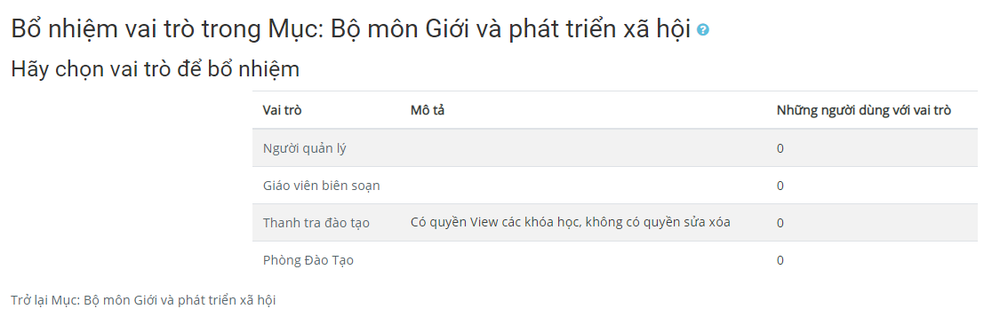 Bổ nhiệm vai trò trong Mục: Bộ môn Giới và phát triển xã hội
Hãy chọn vai trò để bổ nhiệm
Vai trò Mô tả Những người dùng với vai trò
Người quản lý 0
Giáo viên biên soạn 0
Thanh tra đào tạo Có quyền View các khóa học, không có quyền sửa xóa 0
Phòng Đào Tạo 0
Trở lại Mục: Bộ môn Giới và phát triển xã hội